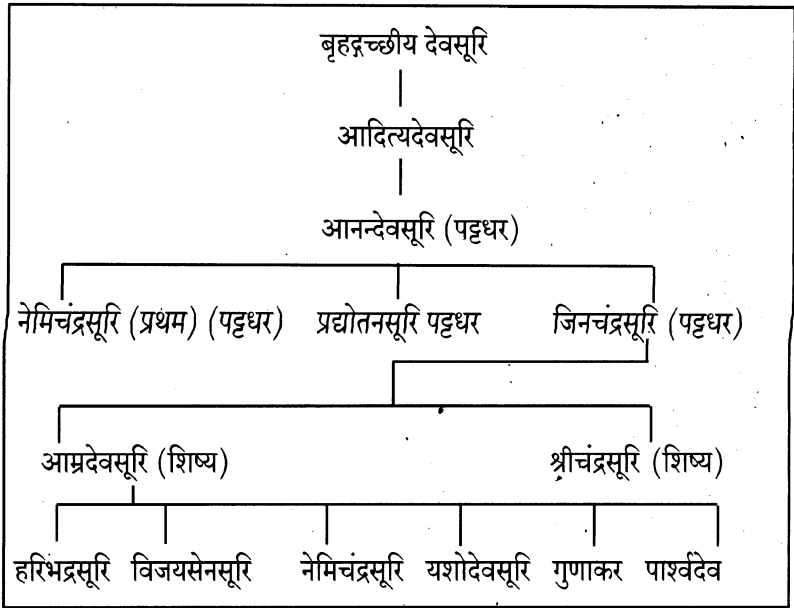 बृहद्गच्छीय देवसूरि
आदित्यदेवसूरि
आनन्देवसूरि (पट्टधर)
नेमिचंद्रसूरि (प्रथम) (पट्टधर) प्रद्योतनसूरि पट्टधर जिनचंद्रसूरि (पट्टधर)
आम्रदेवसूरि (शिष्य) श्रीचंद्रसूरि (शिष्य)
हरिभद्रसूरि विजयसेनसूरि नेमिचंद्रसूरि यशोदेवसूरि गुणाकर पार्श्वदेव